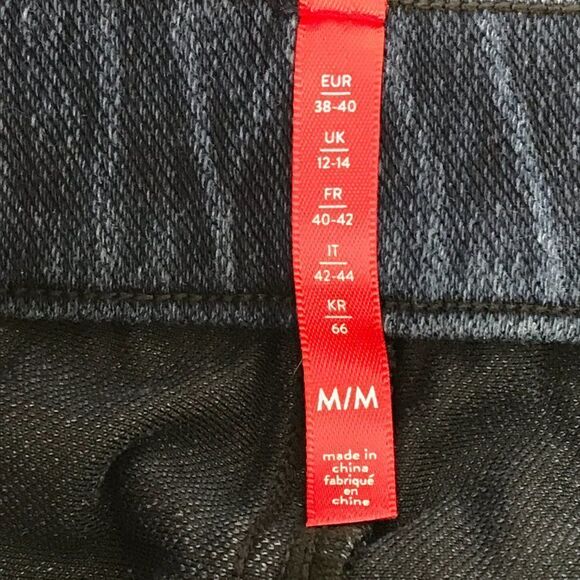 EUR
38-40
UK
12-14
FR
40-42
IT
42-44
KR
66
M/M
made in
china
fabriqué
en
chine